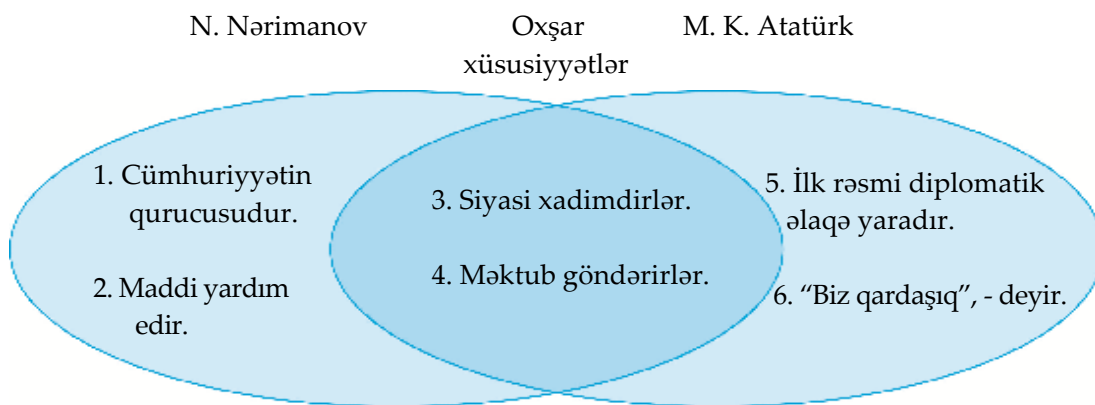 N. Nərimanov
Oxşar
xüsusiyyətlər
M. K. Atatürk
1. Cümhuriyyətin
qurucusudur.
2. Maddi yardım
edir.
3. Siyasi xadimdirlər.
4. Məktub göndərirlər.
5. İlk rəsmi diplomatik
əlaqə yaradır.
6. “Biz qardaşıq”, - deyir.